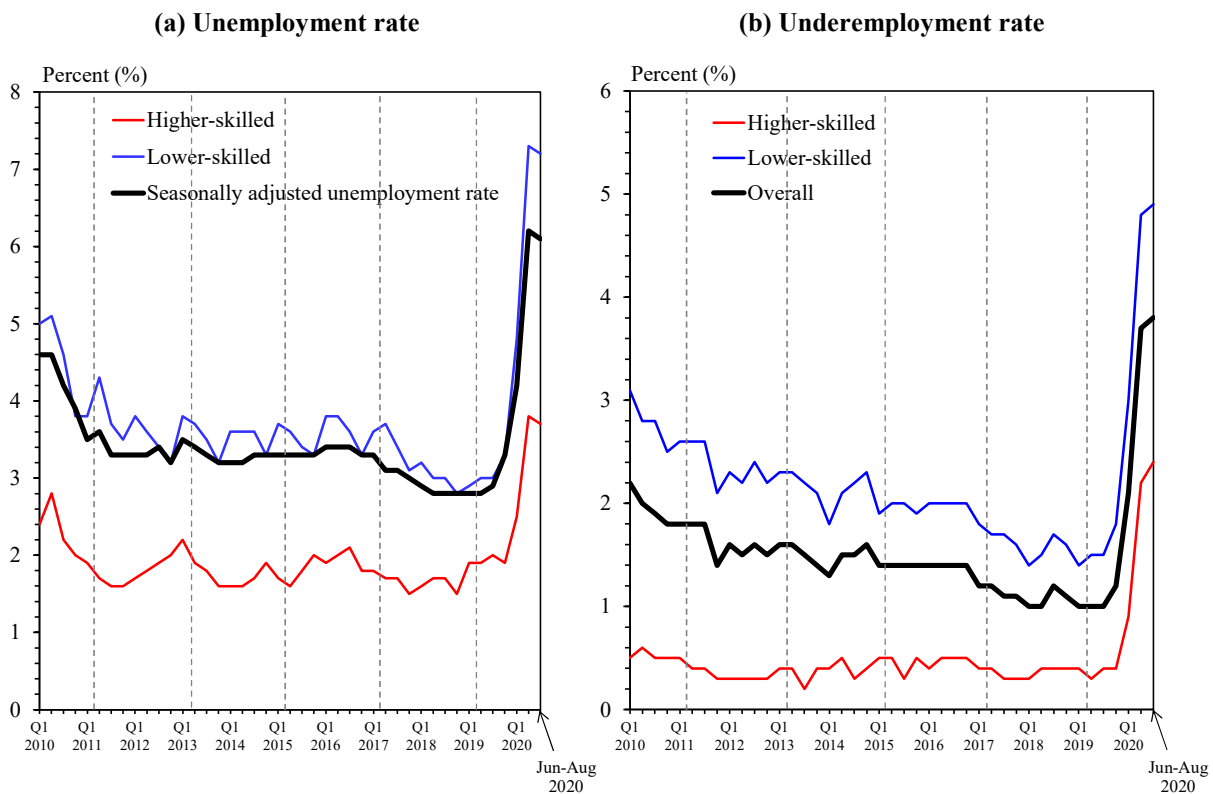 (a) Unemployment rate
Percent (%)
8
7
6
5
4
3
2
1
0
Higher-skilled
Lower-skilled
Seasonally adjusted unemployment rate
Q1 Q1 Q1 Q1 Q1 Q1 Q1 Q1 Q1 Q1 Q1
2010 2011 2012 2013 2014 2015 2016 2017 2018 2019 2020
Jun-Aug
2020
(b) Underemployment rate
Percent (%)
6
5
4
3
2
1
0
Higher-skilled
Lower-skilled
Overall
Q1 Q1 Q1 Q1 Q1 Q1 Q1 Q1 Q1 Q1 Q1
2010 2011 2012 2013 2014 2015 2016 2017 2018 2019 2020
Jun-Aug
2020